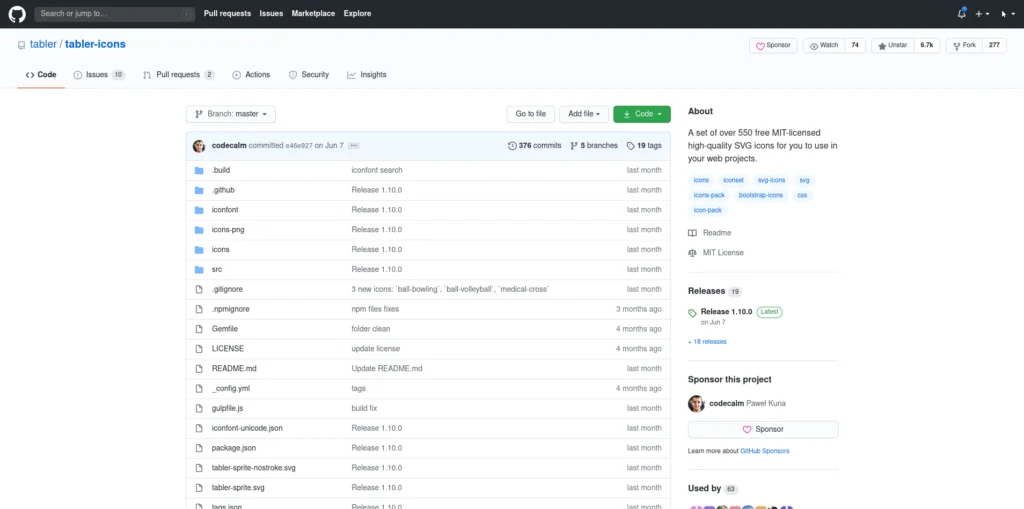 Search or jump to… /
Pull requests Issues Marketplace Explore
tabler / tabler-icons
Sponsor Watch 74 Unstar 6.7k Fork 277
Code Issues 10 Pull requests 2 Actions Security Insights
Branch: master Go to file Add file Code
codecalm committed e46e927 on Jun 7 376 commits 5 branches 19 tags
.build iconfont search last month
.github Release 1.10.0 last month
iconfont Release 1.10.0 last month
icons-png Release 1.10.0 last month
icons Release 1.10.0 last month
src Release 1.10.0 last month
.gitignore 3 new icons: `ball-bowling`, `ball-volleyball`, `medical-cross` last month
.npmignore npm files fixes 3 months ago
Gemfile folder clean 4 months ago
LICENSE update license 4 months ago
README.md Update README.md last month
_config.yml tags 4 months ago
gulpfile.js build fix last month
iconfont-unicode.json Release 1.10.0 last month
package.json Release 1.10.0 last month
tabler-sprite-nostroke.svg Release 1.10.0 last month
tabler-sprite.svg Release 1.10.0 last month
tags.json Release 1.10.0 last month
About
A set of over 550 free MIT-licensed
high-quality SVG icons for you to use in
your web projects.
icons iconset svg-icons svg
icons-pack bootstrap-icons css
icon-pack
Readme
MIT License
Releases 19
Release 1.10.0 Latest
on Jun 7
+ 18 releases
Sponsor this project
codecalm Paweł Kuna
Sponsor
Learn more about GitHub Sponsors
Used by 63